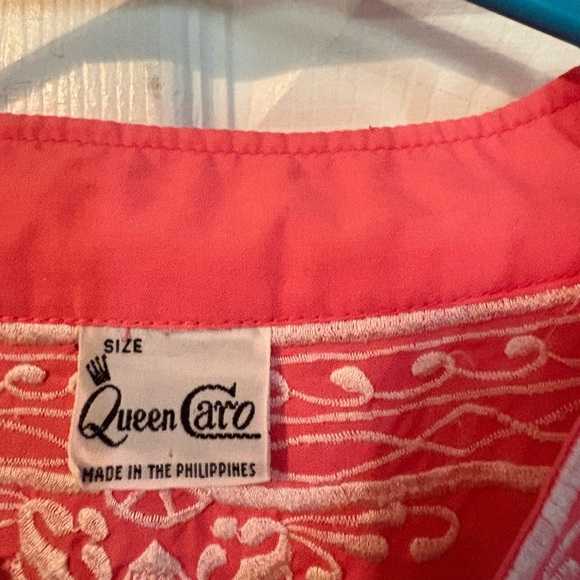 SIZE
Queen Caro
MADE IN THE PHILIPPINES